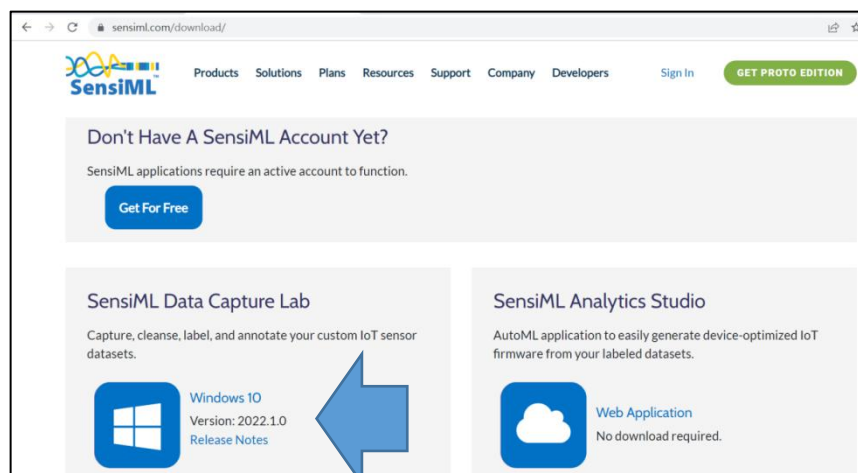 sensiml.com/download/
SensiML
Products Solutions Plans Resources Support Company Developers Sign In GET PROTO EDITION
Don't Have A SensiML Account Yet?
SensiML applications require an active account to function.
Get For Free
SensiML Data Capture Lab
Capture, cleanse, label, and annotate your custom IoT sensor
datasets.
Windows 10
Version: 2022.1.0
Release Notes
SensiML Analytics Studio
AutoML application to easily generate device-optimized IoT
firmware from your labeled datasets.
Web Application
No download required.